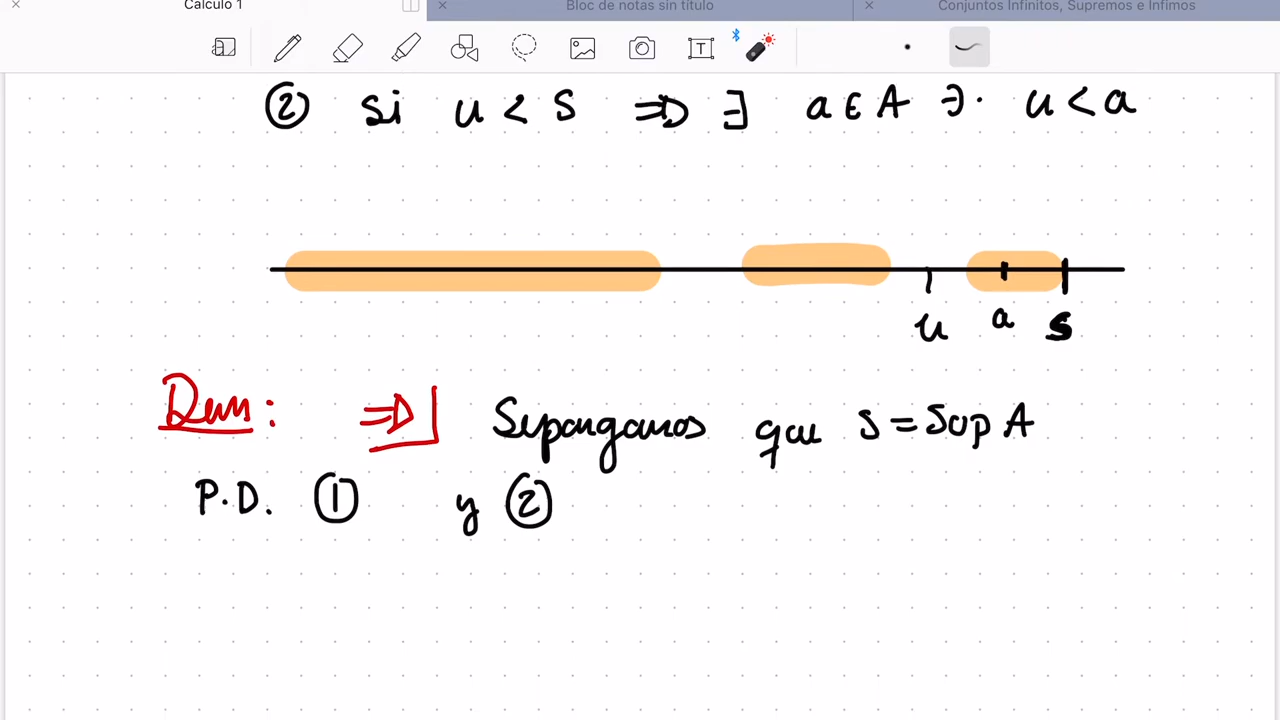 Calculo 1
Bloc de notas sin título
Conjuntos Infinitos, Supremos e Infimos
② si u < S ⇒ ∃ a ∈ A ∋· u < a
u a s
Dem: ⇒| Supongamos que s = Sup A
P.D. ① y ②